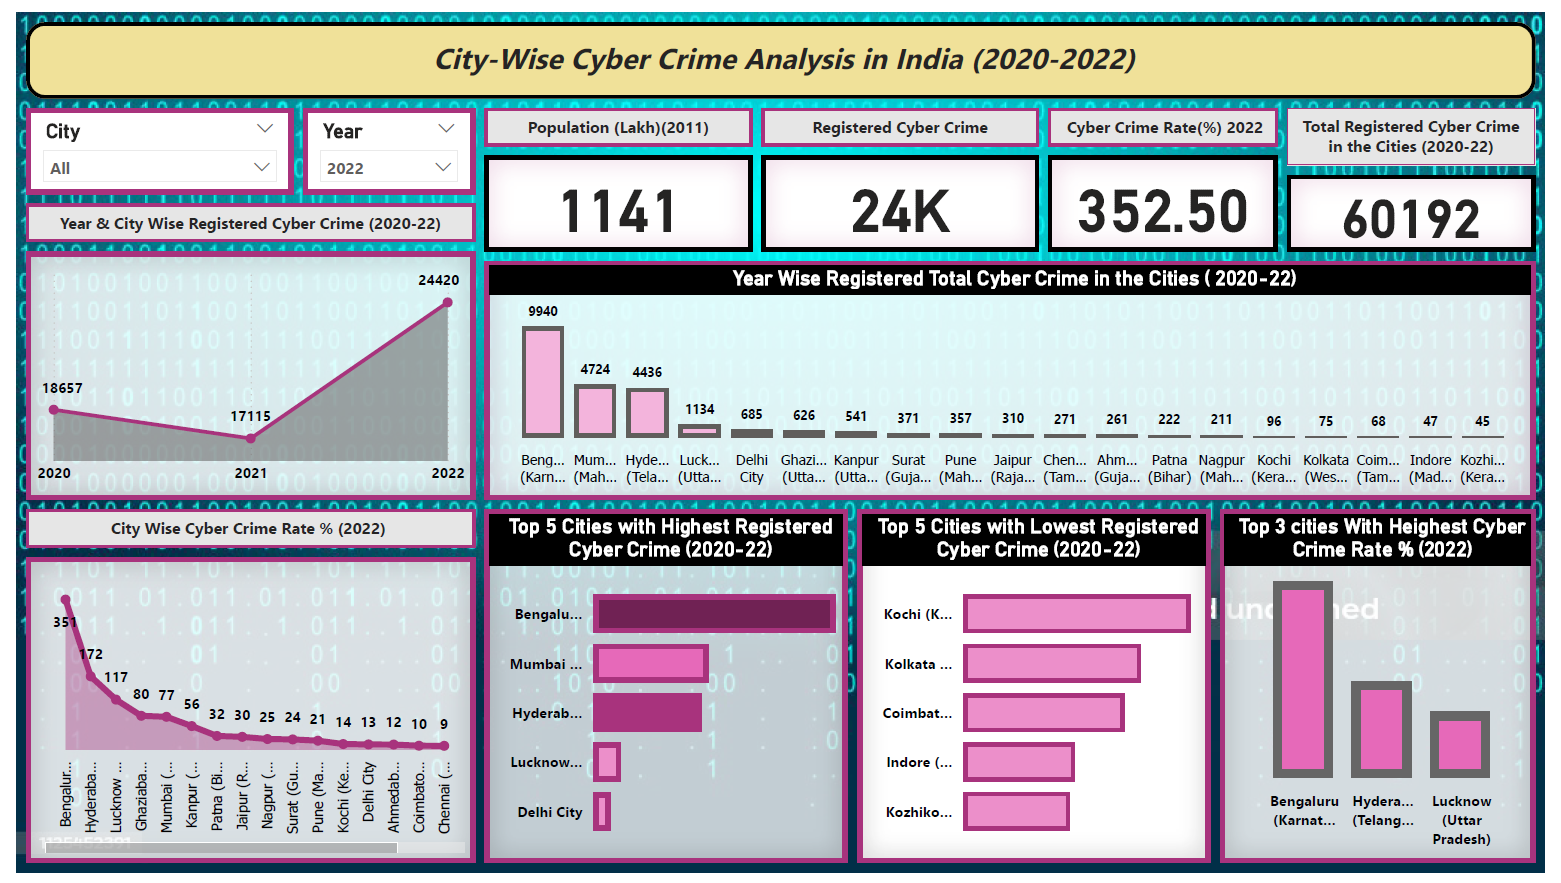 City-Wise Cyber Crime Analysis in India (2020-2022)
City
All
Year
2022
Population (Lakh)(2011)
1141
Registered Cyber Crime
24K
Cyber Crime Rate(%) 2022
352.50
Total Registered Cyber Crime
in the Cities (2020-22)
60192
Year & City Wise Registered Cyber Crime (2020-22)
18657
17115
24420
2020
2021
2022
Year Wise Registered Total Cyber Crime in the Cities ( 2020-22)
9940
4724
4436
1134
685
626
541
371
357
310
271
261
222
211
96
75
68
47
45
Beng...
(Karn...
Mum...
(Mah...
Hyde...
(Tela...
Luck...
(Utta...
Delhi
City
Ghazi...
(Utta...
Kanpur
(Utta...
Surat
(Guja...
Pune
(Mah...
Jaipur
(Raja...
Chen...
(Tam...
Ahm...
(Guja...
Patna
(Bihar)
Nagpur
(Mah...
Kochi
(Kera...
Kolkata
(Wes...
Coim...
(Tam...
Indore
(Mad...
Kozhi...
(Kera...
City Wise Cyber Crime Rate % (2022)
351
172
117
80
77
56
32
30
25
24
21
14
13
12
10
9
Bengalur...
Hyderaba...
Lucknow ...
Ghaziaba...
Mumbai (...
Kanpur (...
Patna (Bi...
Jaipur (R...
Nagpur (...
Surat (Gu...
Pune (Ma...
Kochi (Ke...
Delhi City
Ahmedab...
Coimbato...
Chennai (...
Top 5 Cities with Highest Registered
Cyber Crime (2020-22)
Bengalu...
Mumbai ...
Hyderab...
Lucknow...
Delhi City
Top 5 Cities with Lowest Registered
Cyber Crime (2020-22)
Kochi (K...
Kolkata ...
Coimbat...
Indore (...
Kozhiko...
Top 3 cities With Heighest Cyber
Crime Rate % (2022)
Bengaluru
(Karnat...
Hydera...
(Telang...
Lucknow
(Uttar
Pradesh)